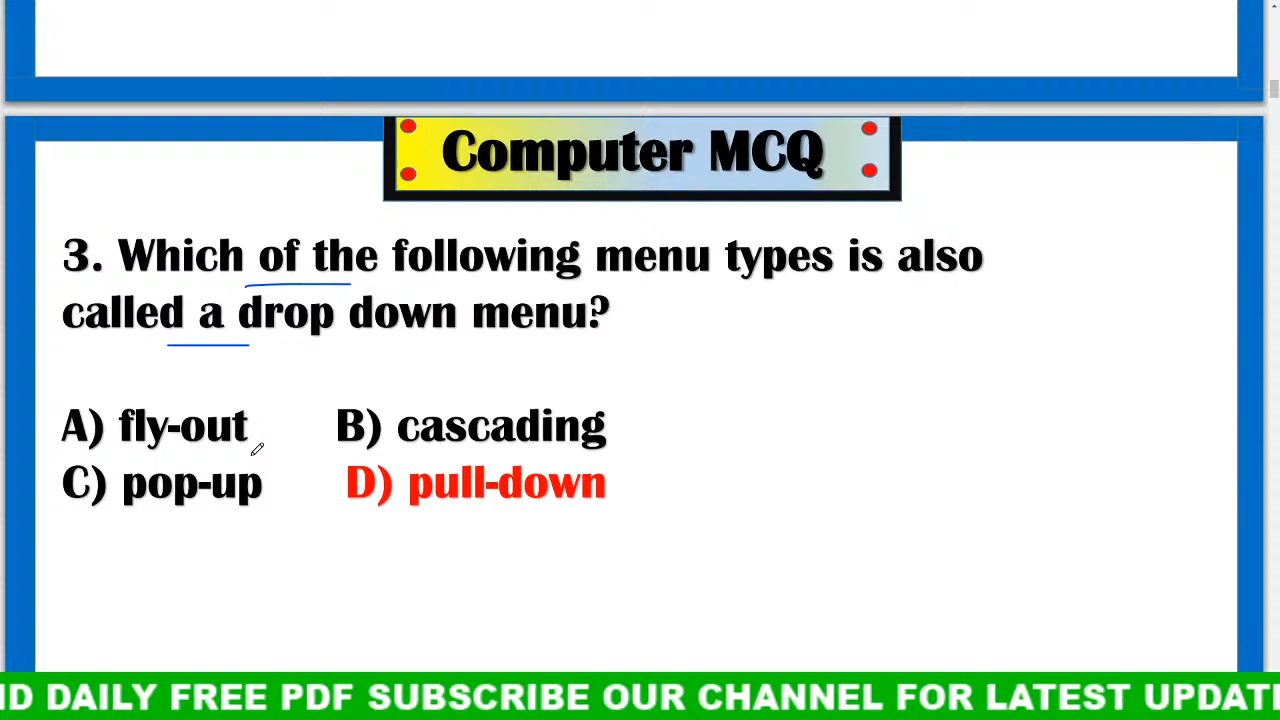 Computer MCQ
3. Which of the following menu types is also
called a drop down menu?
A) fly-out B) cascading
C) pop-up D) pull-down
DAILY FREE PDF SUBSCRIBE OUR CHANNEL FOR LATEST